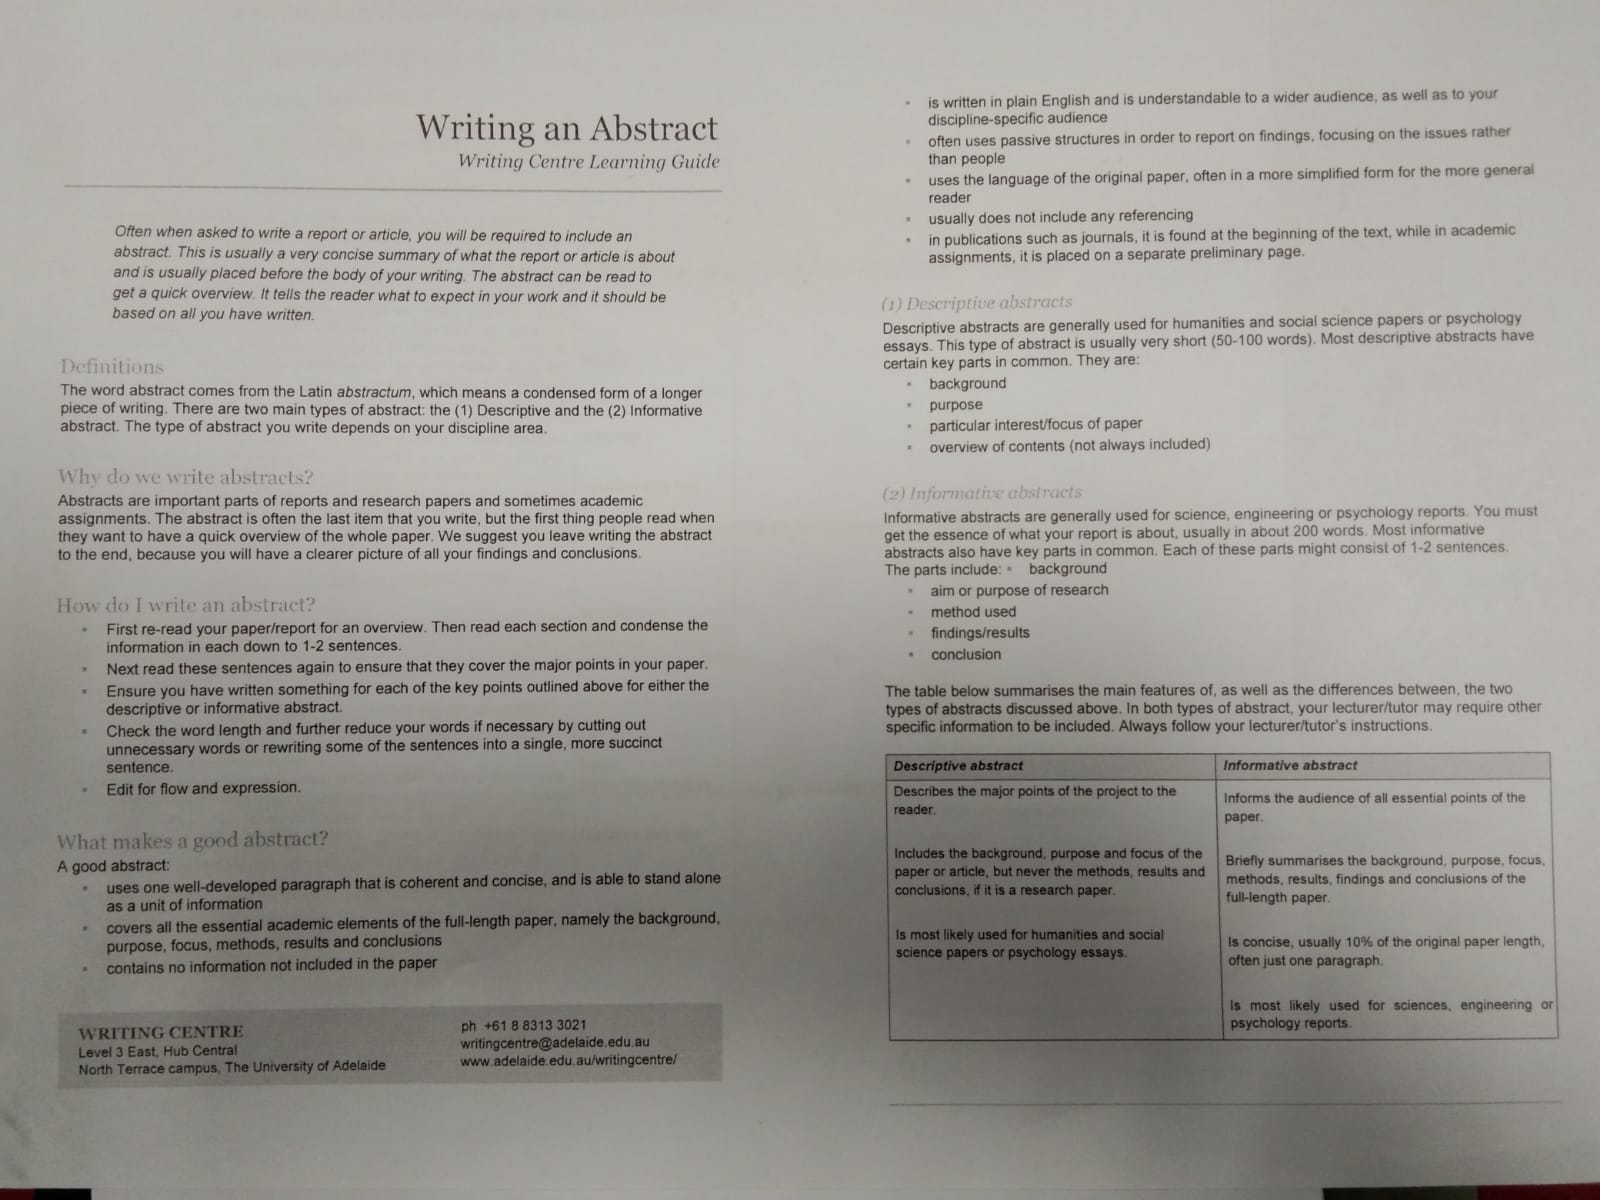 Writing an Abstract
Writing Centre Learning Guide
Often when asked to write a report or article, you will be required to include an
abstract. This is usually a very concise summary of what the report or article is about
and is usually placed before the body of your writing. The abstract can be read to
get a quick overview. It tells the reader what to expect in your work and it should be
based on all you have written.
Definitions
The word abstract comes from the Latin abstractum, which means a condensed form of a longer
piece of writing. There are two main types of abstract: the (1) Descriptive and the (2) Informative
abstract. The type of abstract you write depends on your discipline area.
Why do we write abstracts?
Abstracts are important parts of reports and research papers and sometimes academic
assignments. The abstract is often the last item that you write, but the first thing people read when
they want to have a quick overview of the whole paper. We suggest you leave writing the abstract
to the end, because you will have a clearer picture of all your findings and conclusions.
How do I write an abstract?
• First re-read your paper/report for an overview. Then read each section and condense the
information in each down to 1-2 sentences.
• Next read these sentences again to ensure that they cover the major points in your paper.
• Ensure you have written something for each of the key points outlined above for either the
descriptive or informative abstract.
• Check the word length and further reduce your words if necessary by cutting out
unnecessary words or rewriting some of the sentences into a single, more succinct
sentence.
• Edit for flow and expression.
What makes a good abstract?
A good abstract:
• uses one well-developed paragraph that is coherent and concise, and is able to stand alone
as a unit of information
• covers all the essential academic elements of the full-length paper, namely the background,
purpose, focus, methods, results and conclusions
• contains no information not included in the paper
WRITING CENTRE
Level 3 East, Hub Central
North Terrace campus, The University of Adelaide
ph +61 8 8313 3021
writingcentre@adelaide.edu.au
www.adelaide.edu.au/writingcentre/
• is written in plain English and is understandable to a wider audience, as well as to your
discipline-specific audience
• often uses passive structures in order to report on findings, focusing on the issues rather
than people
• uses the language of the original paper, often in a more simplified form for the more general
reader
• usually does not include any referencing
• in publications such as journals, it is found at the beginning of the text, while in academic
assignments, it is placed on a separate preliminary page.
(1) Descriptive abstracts
Descriptive abstracts are generally used for humanities and social science papers or psychology
essays. This type of abstract is usually very short (50-100 words). Most descriptive abstracts have
certain key parts in common. They are:
• background
• purpose
• particular interest/focus of paper
• overview of contents (not always included)
(2) Informative abstracts
Informative abstracts are generally used for science, engineering or psychology reports. You must
get the essence of what your report is about, usually in about 200 words. Most informative
abstracts also have key parts in common. Each of these parts might consist of 1-2 sentences.
The parts include: • background
• aim or purpose of research
• method used
• findings/results
• conclusion
The table below summarises the main features of, as well as the differences between, the two
types of abstracts discussed above. In both types of abstract, your lecturer/tutor may require other
specific information to be included. Always follow your lecturer/tutor's instructions.
Descriptive abstract
Describes the major points of the project to the
reader.
Includes the background, purpose and focus of the
paper or article, but never the methods, results and
conclusions, if it is a research paper.
Is most likely used for humanities and social
science papers or psychology essays.
Informative abstract
Informs the audience of all essential points of the
paper.
Briefly summarises the background, purpose, focus,
methods, results, findings and conclusions of the
full-length paper.
Is concise, usually 10% of the original paper length,
often just one paragraph.
Is most likely used for sciences, engineering or
psychology reports.